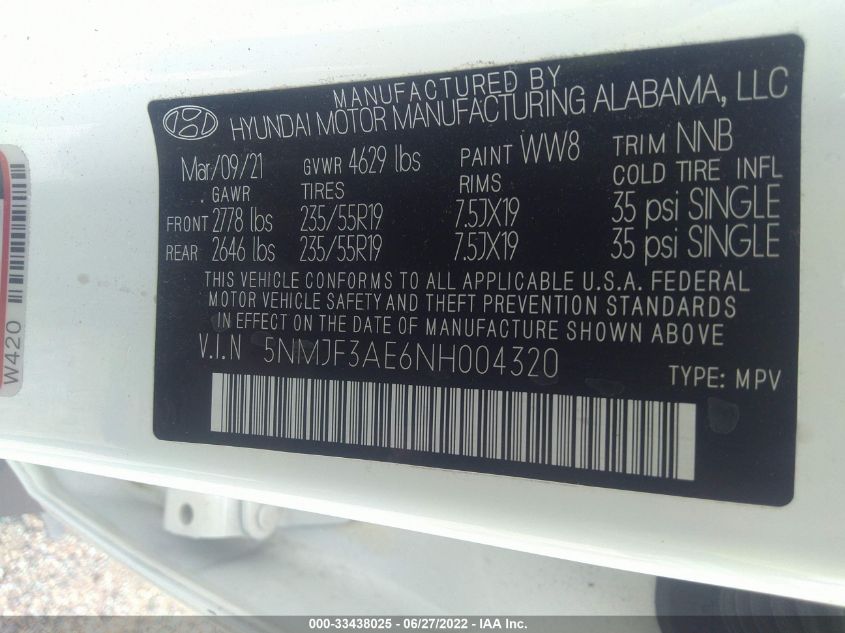 MANUFACTURED BY
HYUNDAI MOTOR MANUFACTURING ALABAMA, LLC
Mar/09/21 GVWR 4629 lbs PAINT WW8 TRIM NNB
GAWR TIRES RIMS COLD TIRE INFL
FRONT 2778 lbs 235/55R19 7.5JX19 35 psi SINGLE
REAR 2646 lbs 235/55R19 7.5JX19 35 psi SINGLE
THIS VEHICLE CONFORMS TO ALL APPLICABLE U.S.A. FEDERAL
MOTOR VEHICLE SAFETY AND THEFT PREVENTION STANDARDS
IN EFFECT ON THE DATE OF MANUFACTURE SHOWN ABOVE
V.I.N 5NMJF3AE6NH004320
TYPE: MPV
W420
000-33438025 - 06/27/2022 - IAA Inc.